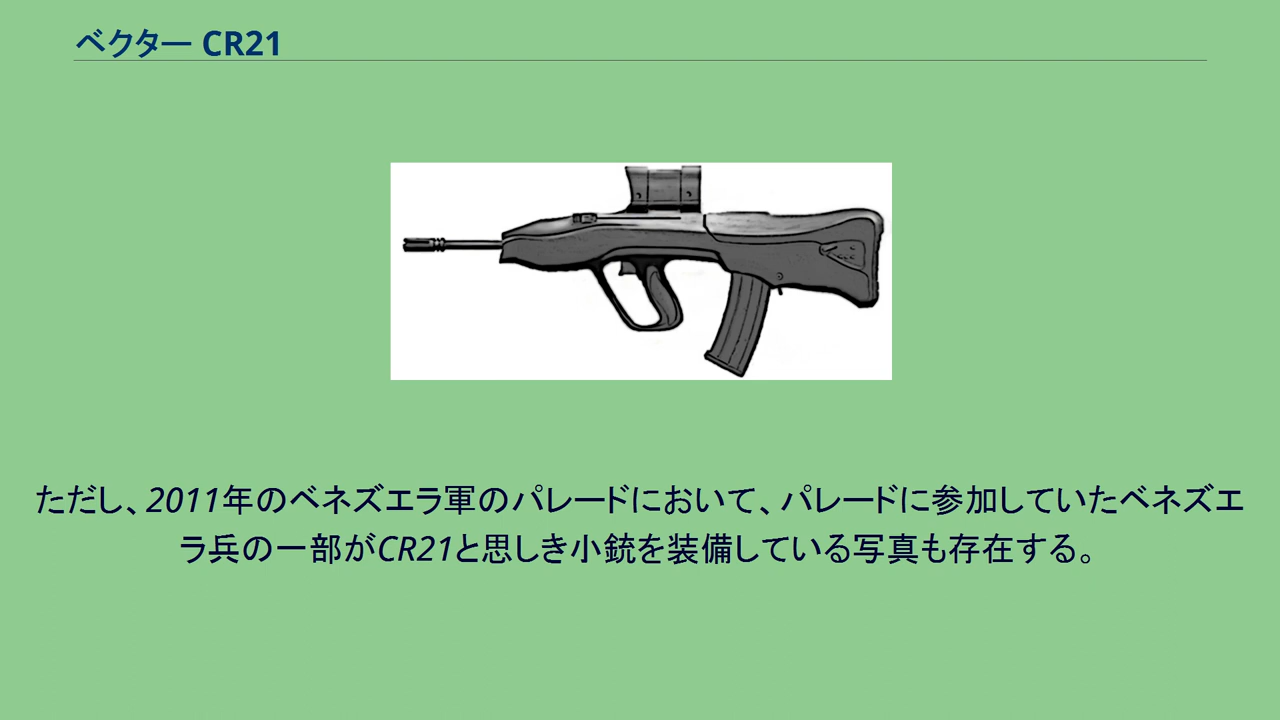 ベクター CR21
ただし、2011年のベネズエラ軍のパレードにおいて、パレードに参加していたベネズエ
ラ兵の一部がCR21と思しき小銃を装備している写真も存在する。